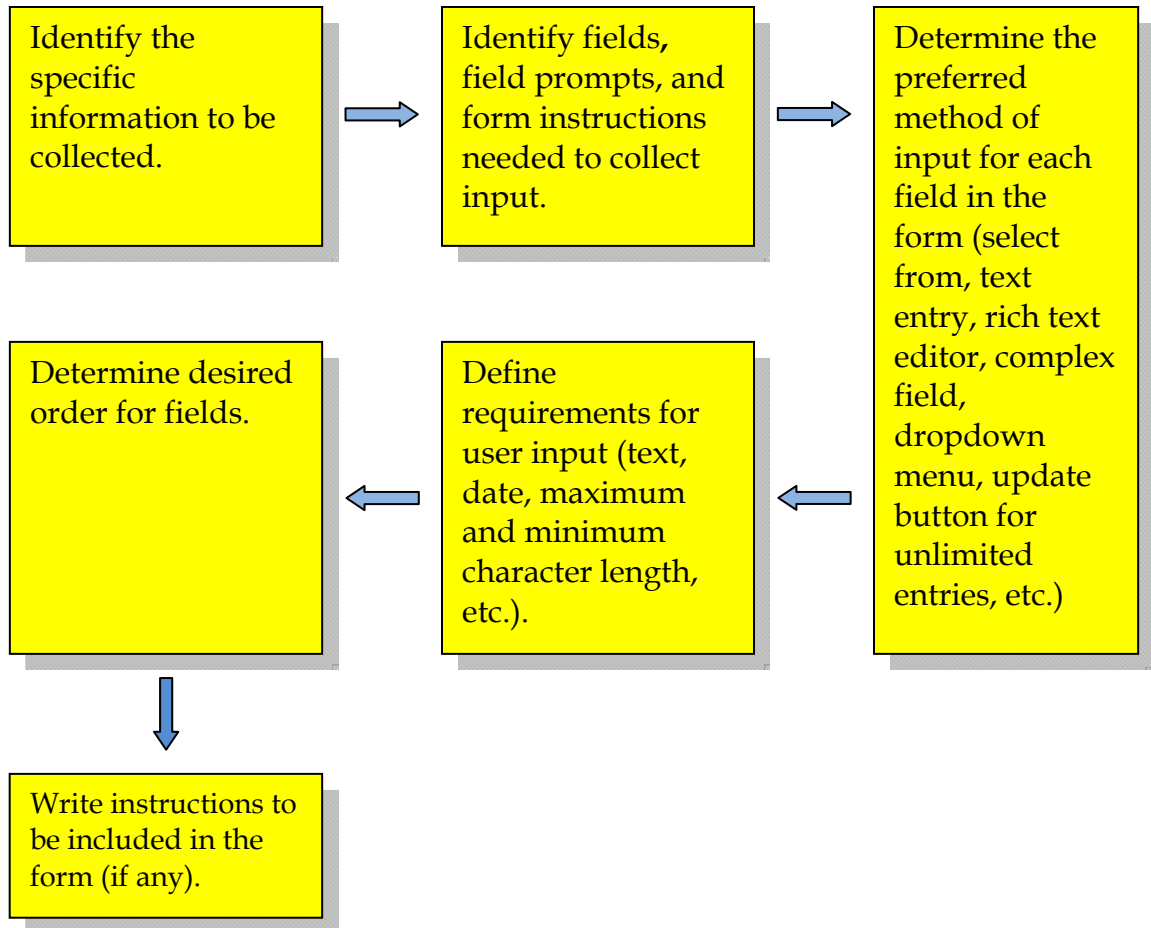 Identify the
specific
information to be
collected.
Identify fields,
field prompts, and
form instructions
needed to collect
input.
Determine the
preferred
method of
input for each
field in the
form (select
from, text
entry, rich text
editor, complex
field,
dropdown
menu, update
button for
unlimited
entries, etc.)
Define
requirements for
user input (text,
date, maximum
and minimum
character length,
etc.).
Determine desired
order for fields.
Write instructions to
be included in the
form (if any).